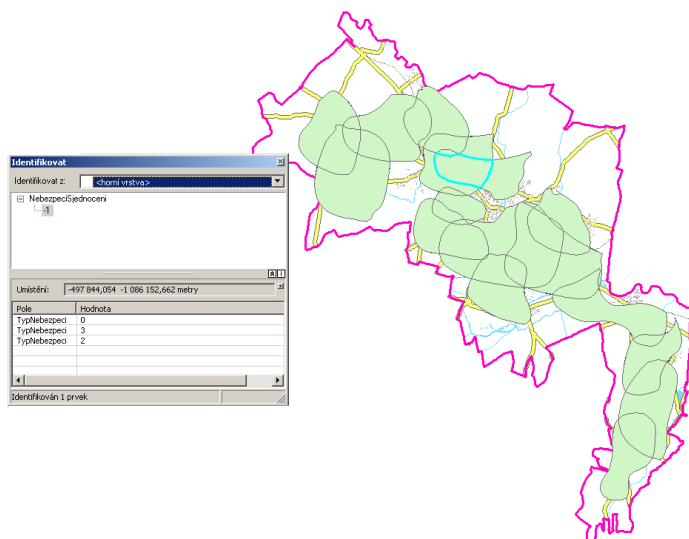 Identifikovat
Identifikovat z: <horní vrstva>
NebezpeciSjednoceni
-1
Umístění: -497 844,054 -1 086 152,662 metry
Pole Hodnota
TypNebezpeci 0
TypNebezpeci 3
TypNebezpeci 2
Identifikován 1 prvek